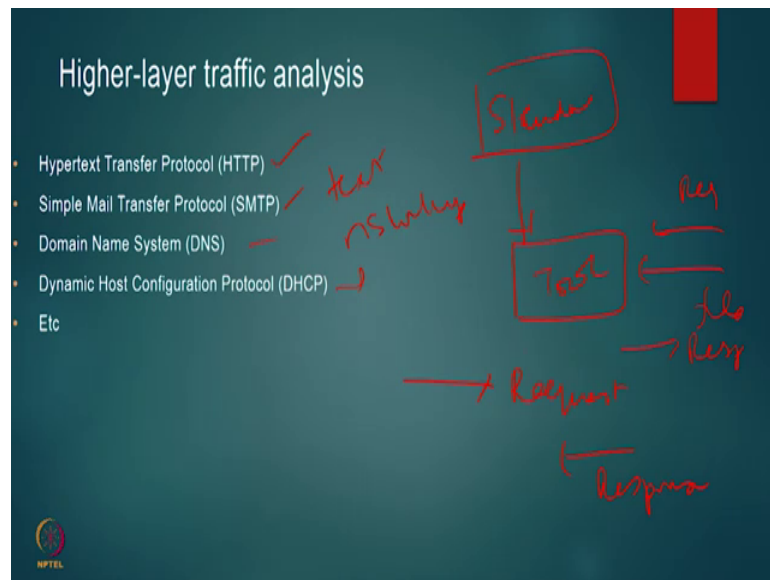 Higher-layer traffic analysis
Hypertext Transfer Protocol (HTTP)
Simple Mail Transfer Protocol (SMTP)
Domain Name System (DNS)
Dynamic Host Configuration Protocol (DHCP)
Etc
nslookup
Tool
Req
Resp
Request
Response
NPTEL